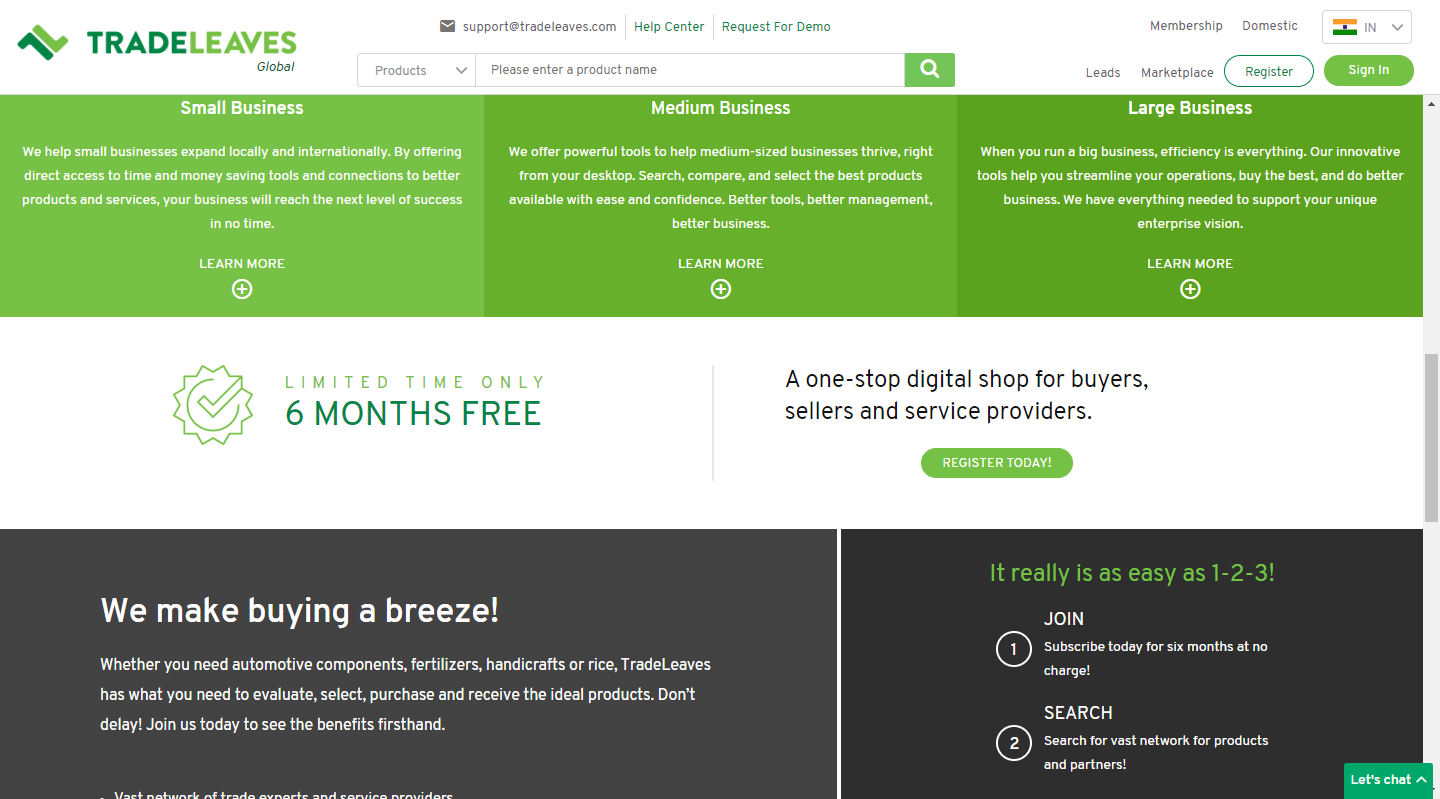 support@tradeleaves.com
Help Center
Request For Demo
Membership
Domestic
IN
TRADELEAVES
Global
Products
Please enter a product name
Leads
Marketplace
Register
Sign In
Small Business
We help small businesses expand locally and internationally. By offering
direct access to time and money saving tools and connections to better
products and services, your business will reach the next level of success
in no time.
LEARN MORE
Medium Business
We offer powerful tools to help medium-sized businesses thrive, right
from your desktop. Search, compare, and select the best products
available with ease and confidence. Better tools, better management,
better business.
LEARN MORE
Large Business
When you run a big business, efficiency is everything. Our innovative
tools help you streamline your operations, buy the best, and do better
business. We have everything needed to support your unique
enterprise vision.
LEARN MORE
LIMITED TIME ONLY
6 MONTHS FREE
A one-stop digital shop for buyers,
sellers and service providers.
REGISTER TODAY!
We make buying a breeze!
Whether you need automotive components, fertilizers, handicrafts or rice, TradeLeaves
has what you need to evaluate, select, purchase and receive the ideal products. Don't
delay! Join us today to see the benefits firsthand.
Vast network of trade experts and service providers
It really is as easy as 1-2-3!
JOIN
1
Subscribe today for six months at no
charge!
SEARCH
2
Search for vast network for products
and partners!
Let's chat